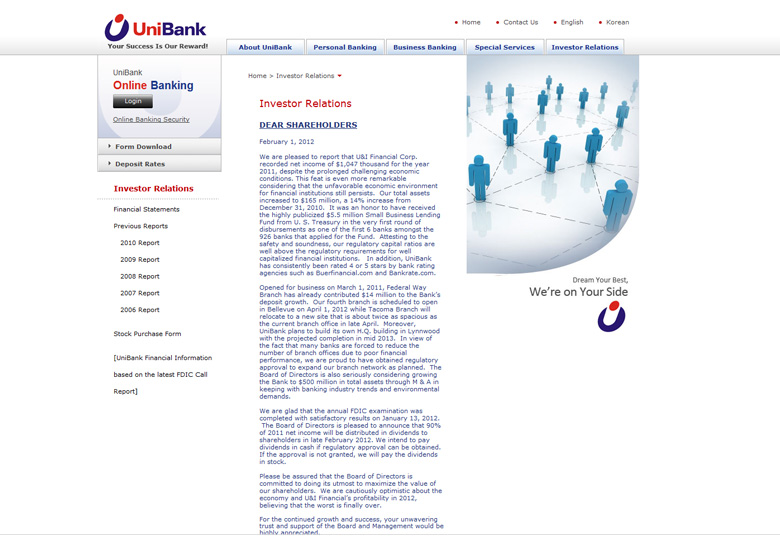 UniBank
Your Success Is Our Reward!
Home
Contact Us
English
Korean
About UniBank
Personal Banking
Business Banking
Special Services
Investor Relations
UniBank
Online Banking
Login
Online Banking Security
Form Download
Deposit Rates
Investor Relations
Financial Statements
Previous Reports
2010 Report
2009 Report
2008 Report
2007 Report
2006 Report
Stock Purchase Form
[UniBank Financial Information
based on the latest FDIC Call
Report]
Home > Investor Relations
Investor Relations
DEAR SHAREHOLDERS
February 1, 2012
We are pleased to report that U&I Financial Corp.
recorded net income of $1,047 thousand for the year
2011, despite the prolonged challenging economic
conditions. This feat is even more remarkable
considering that the unfavorable economic environment
for financial institutions still persists.  Our total assets
increased to $165 million, a 14% increase from
December 31, 2010.  It was an honor to have received
the highly publicized $5.5 million Small Business Lending
Fund from U. S. Treasury in the very first round of
disbursements as one of the first 6 banks amongst the
926 banks that applied for the Fund.  Attesting to the
safety and soundness, our regulatory capital ratios are
well above the regulatory requirements for well
capitalized financial institutions.   In addition, UniBank
has consistently been rated 4 or 5 stars by bank rating
agencies such as Buerfinancial.com and Bankrate.com.
Opened for business on March 1, 2011, Federal Way
Branch has already contributed $14 million to the Bank's
deposit growth.  Our fourth branch is scheduled to open
in Bellevue on April 1, 2012 while Tacoma Branch will
relocate to a new site that is about twice as spacious as
the current branch office in late April.  Moreover,
UniBank plans to build its own H.Q. building in Lynnwood
with the projected completion in mid 2013.  In view of
the fact that many banks are forced to reduce the
number of branch offices due to poor financial
performance, we are proud to have obtained regulatory
approval to expand our branch network as planned.  The
Board of Directors is also seriously considering growing
the Bank to $500 million in total assets through M & A in
keeping with banking industry trends and environmental
demands.
We are glad that the annual FDIC examination was
completed with satisfactory results on January 13, 2012.
The Board of Directors is pleased to announce that 90%
of 2011 net income will be distributed in dividends to
shareholders in late February 2012. We intend to pay
dividends in cash if regulatory approval can be obtained.
If the approval is not granted, we will pay the dividends
in stock.
Please be assured that the Board of Directors is
committed to doing its utmost to maximize the value of
our shareholders.  We are cautiously optimistic about the
economy and U&I Financial's profitability in 2012,
believing that the worst is finally over.
For the continued growth and success, your unwavering
trust and support of the Board and Management would be
highly appreciated.
Dream Your Best,
We're on Your Side